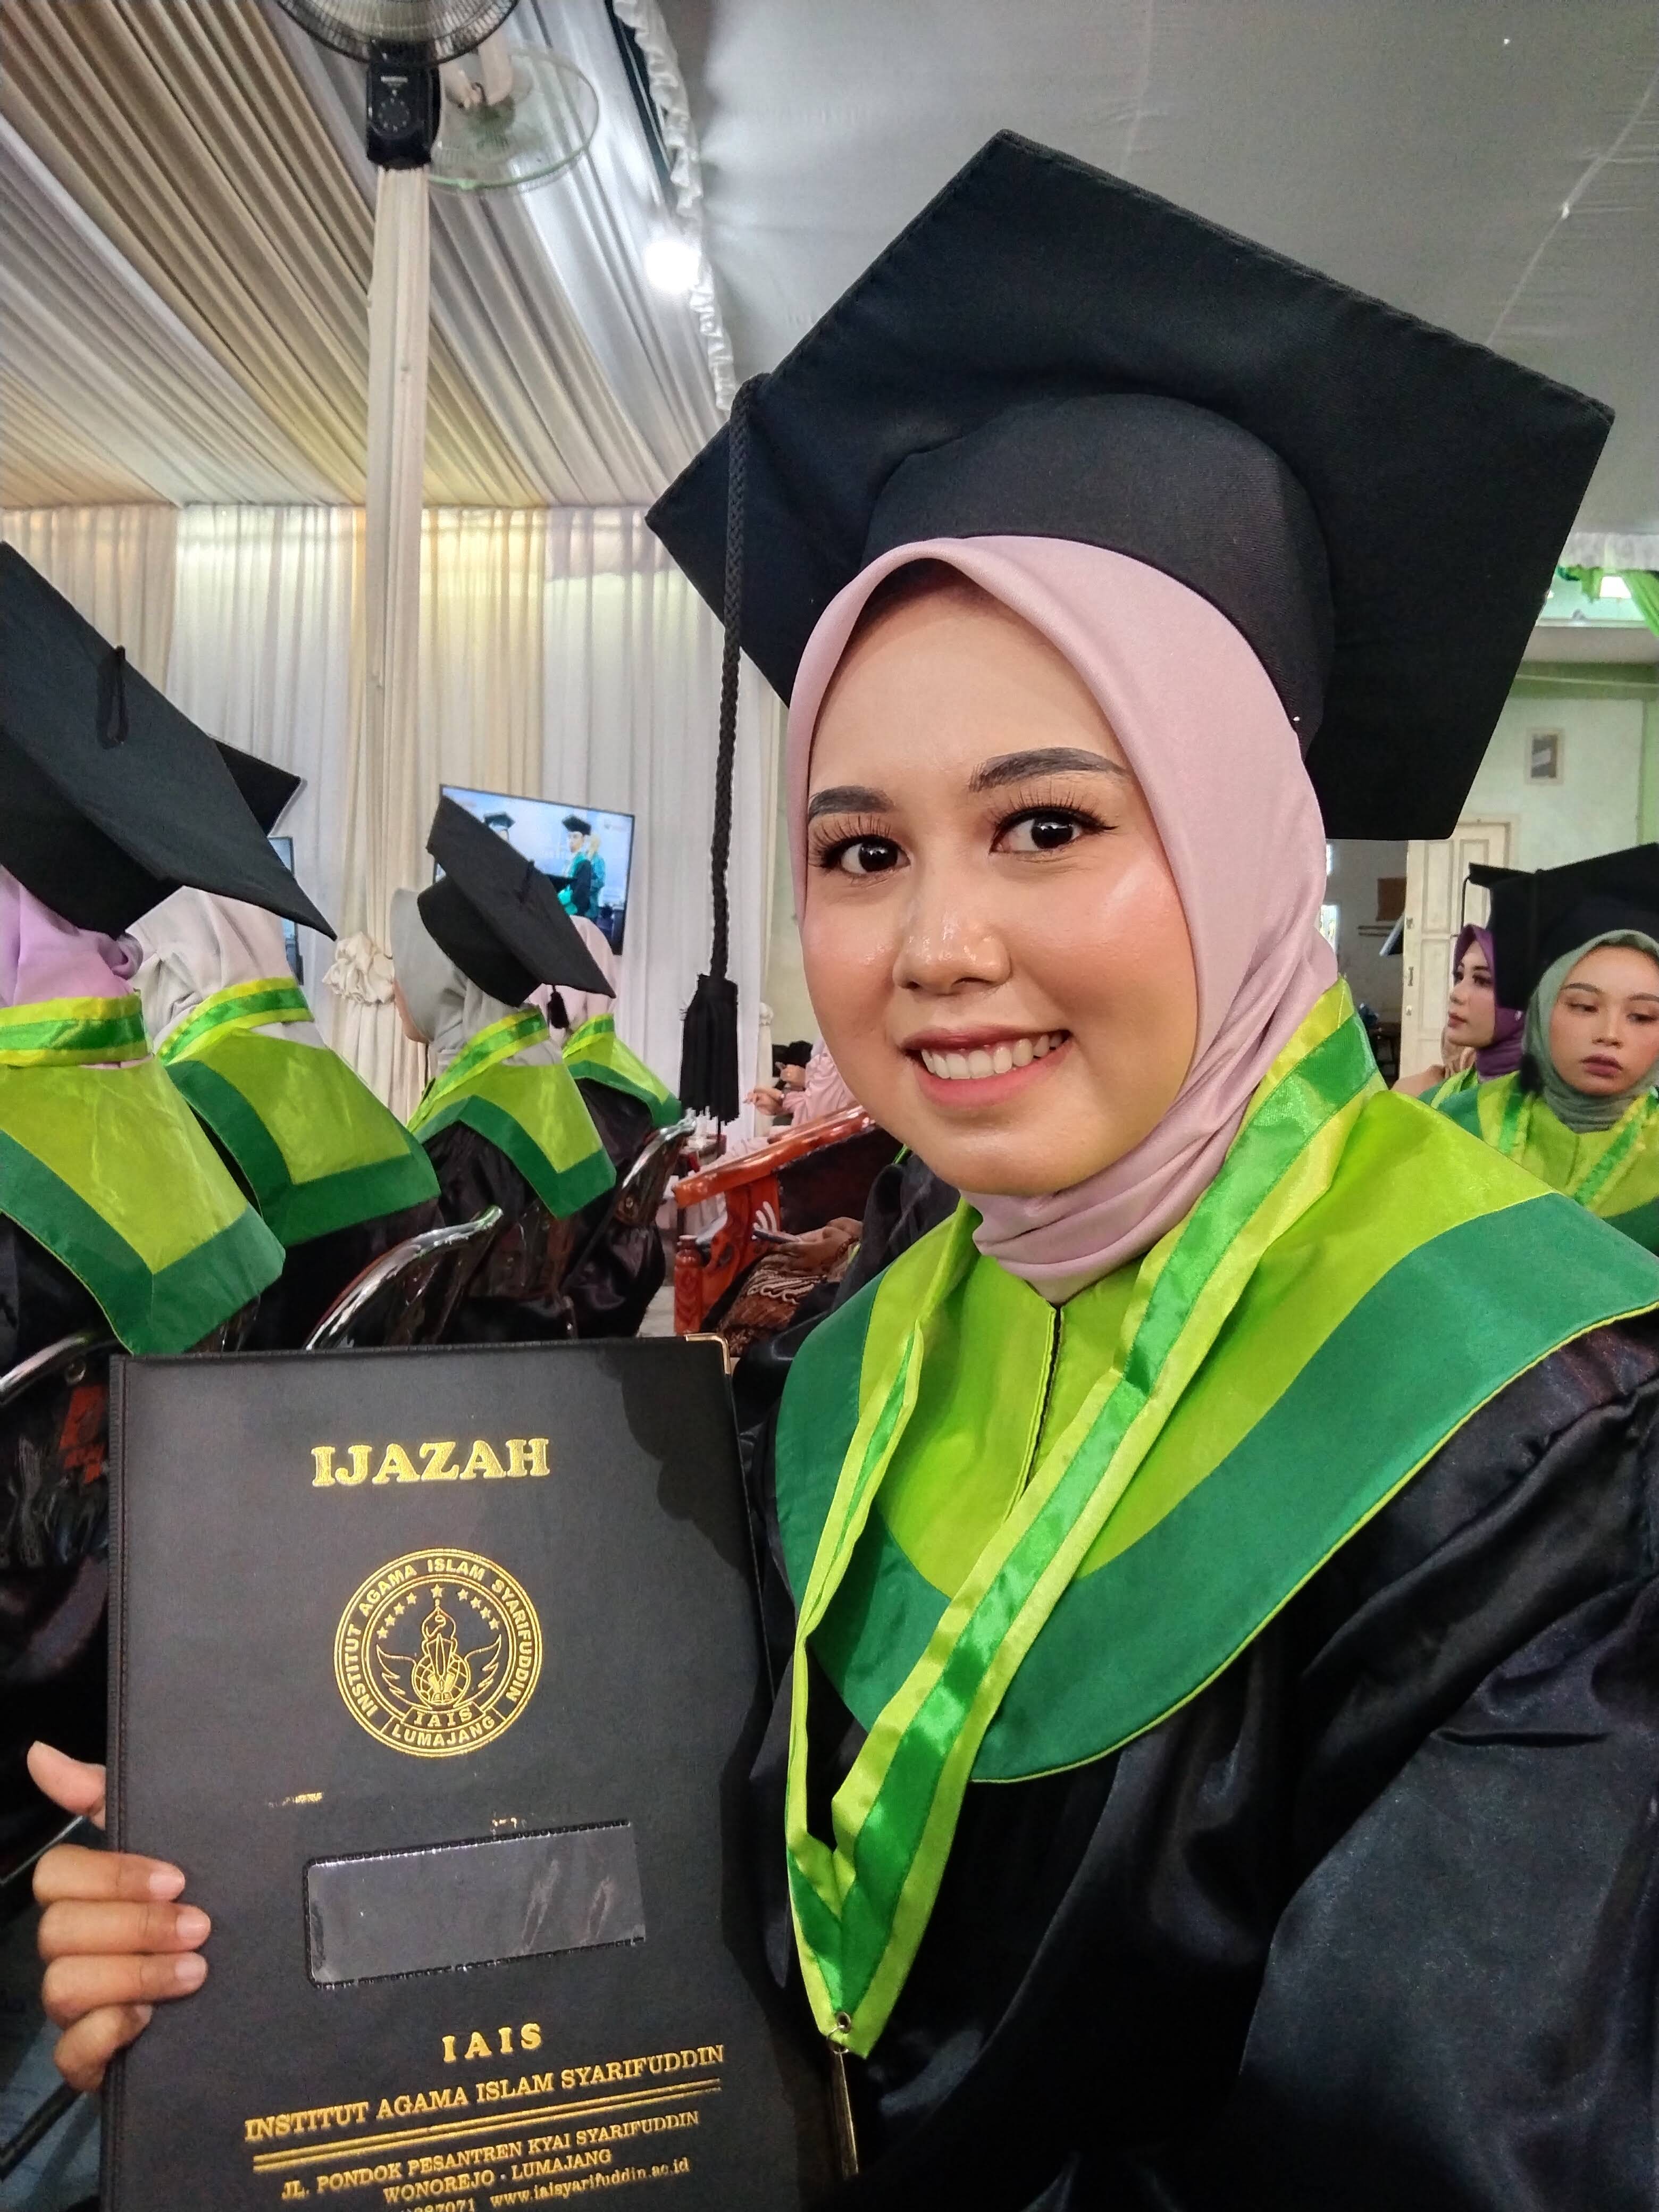 IJAZAH
INSTITUT AGAMA ISLAM SYARIFUDDIN
IAIS
LUMAJANG
IAIS
INSTITUT AGAMA ISLAM SYARIFUDDIN
JL. PONDOK PESANTREN KYAI SYARIFUDDIN
WONOREJO - LUMAJANG
887071 www.iaisyarifuddin.ac.id